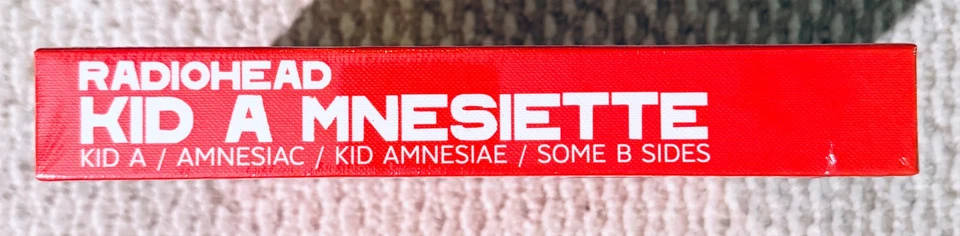 RADIOHEAD
KID A MNESIETTE
KID A / AMNESIAC / KID AMNESIAE / SOME B SIDES